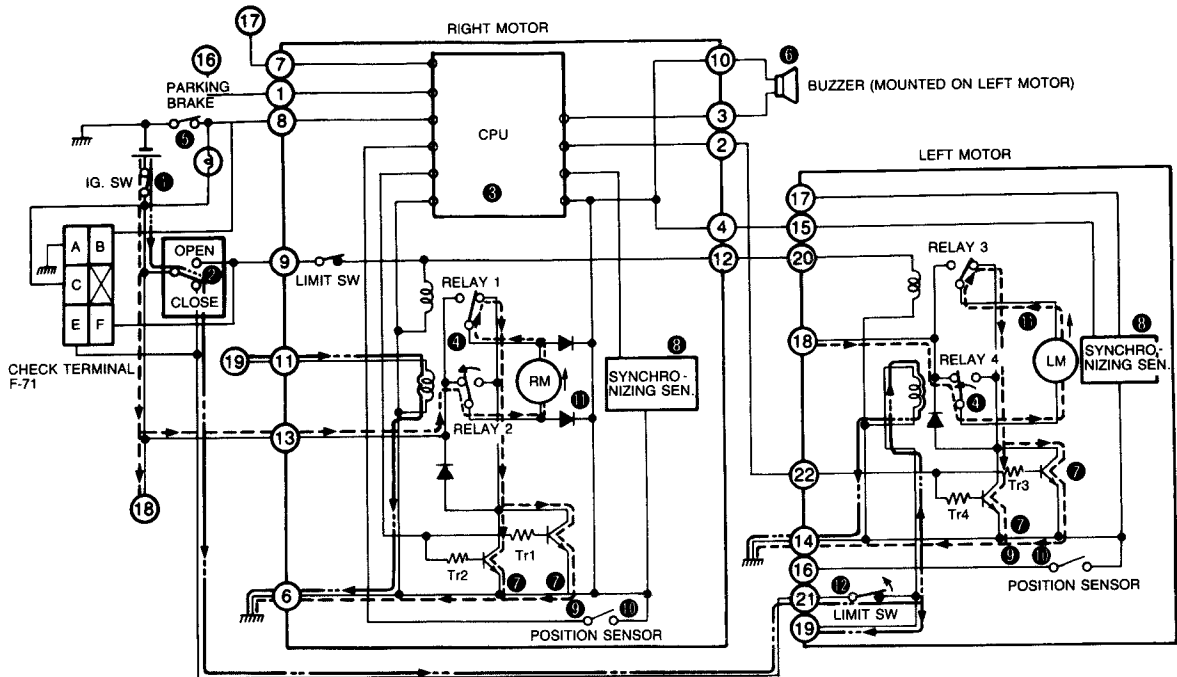 17
RIGHT MOTOR
16
7
10
6
PARKING
BRAKE
1
BUZZER (MOUNTED ON LEFT MOTOR)
8
3
5
CPU
2
LEFT MOTOR
IG. SW
1
3
17
4
15
A B
OPEN
RELAY 3
9
12
20
C
2
LIMIT SW
RELAY 1
CLOSE
E F
11
8
18
4
8
CHECK TERMINAL
F-71
19
11
RELAY 4
LM
SYNCHRO-
NIZING SEN.
RM
SYNCHRO-
NIZING SEN.
4
11
RELAY 2
13
22
7
Tr3
18
Tr4
Tr1
7
Tr2
14
9
10
7
7
16
6
POSITION SENSOR
9
10
12
21
POSITION SENSOR
LIMIT SW
19